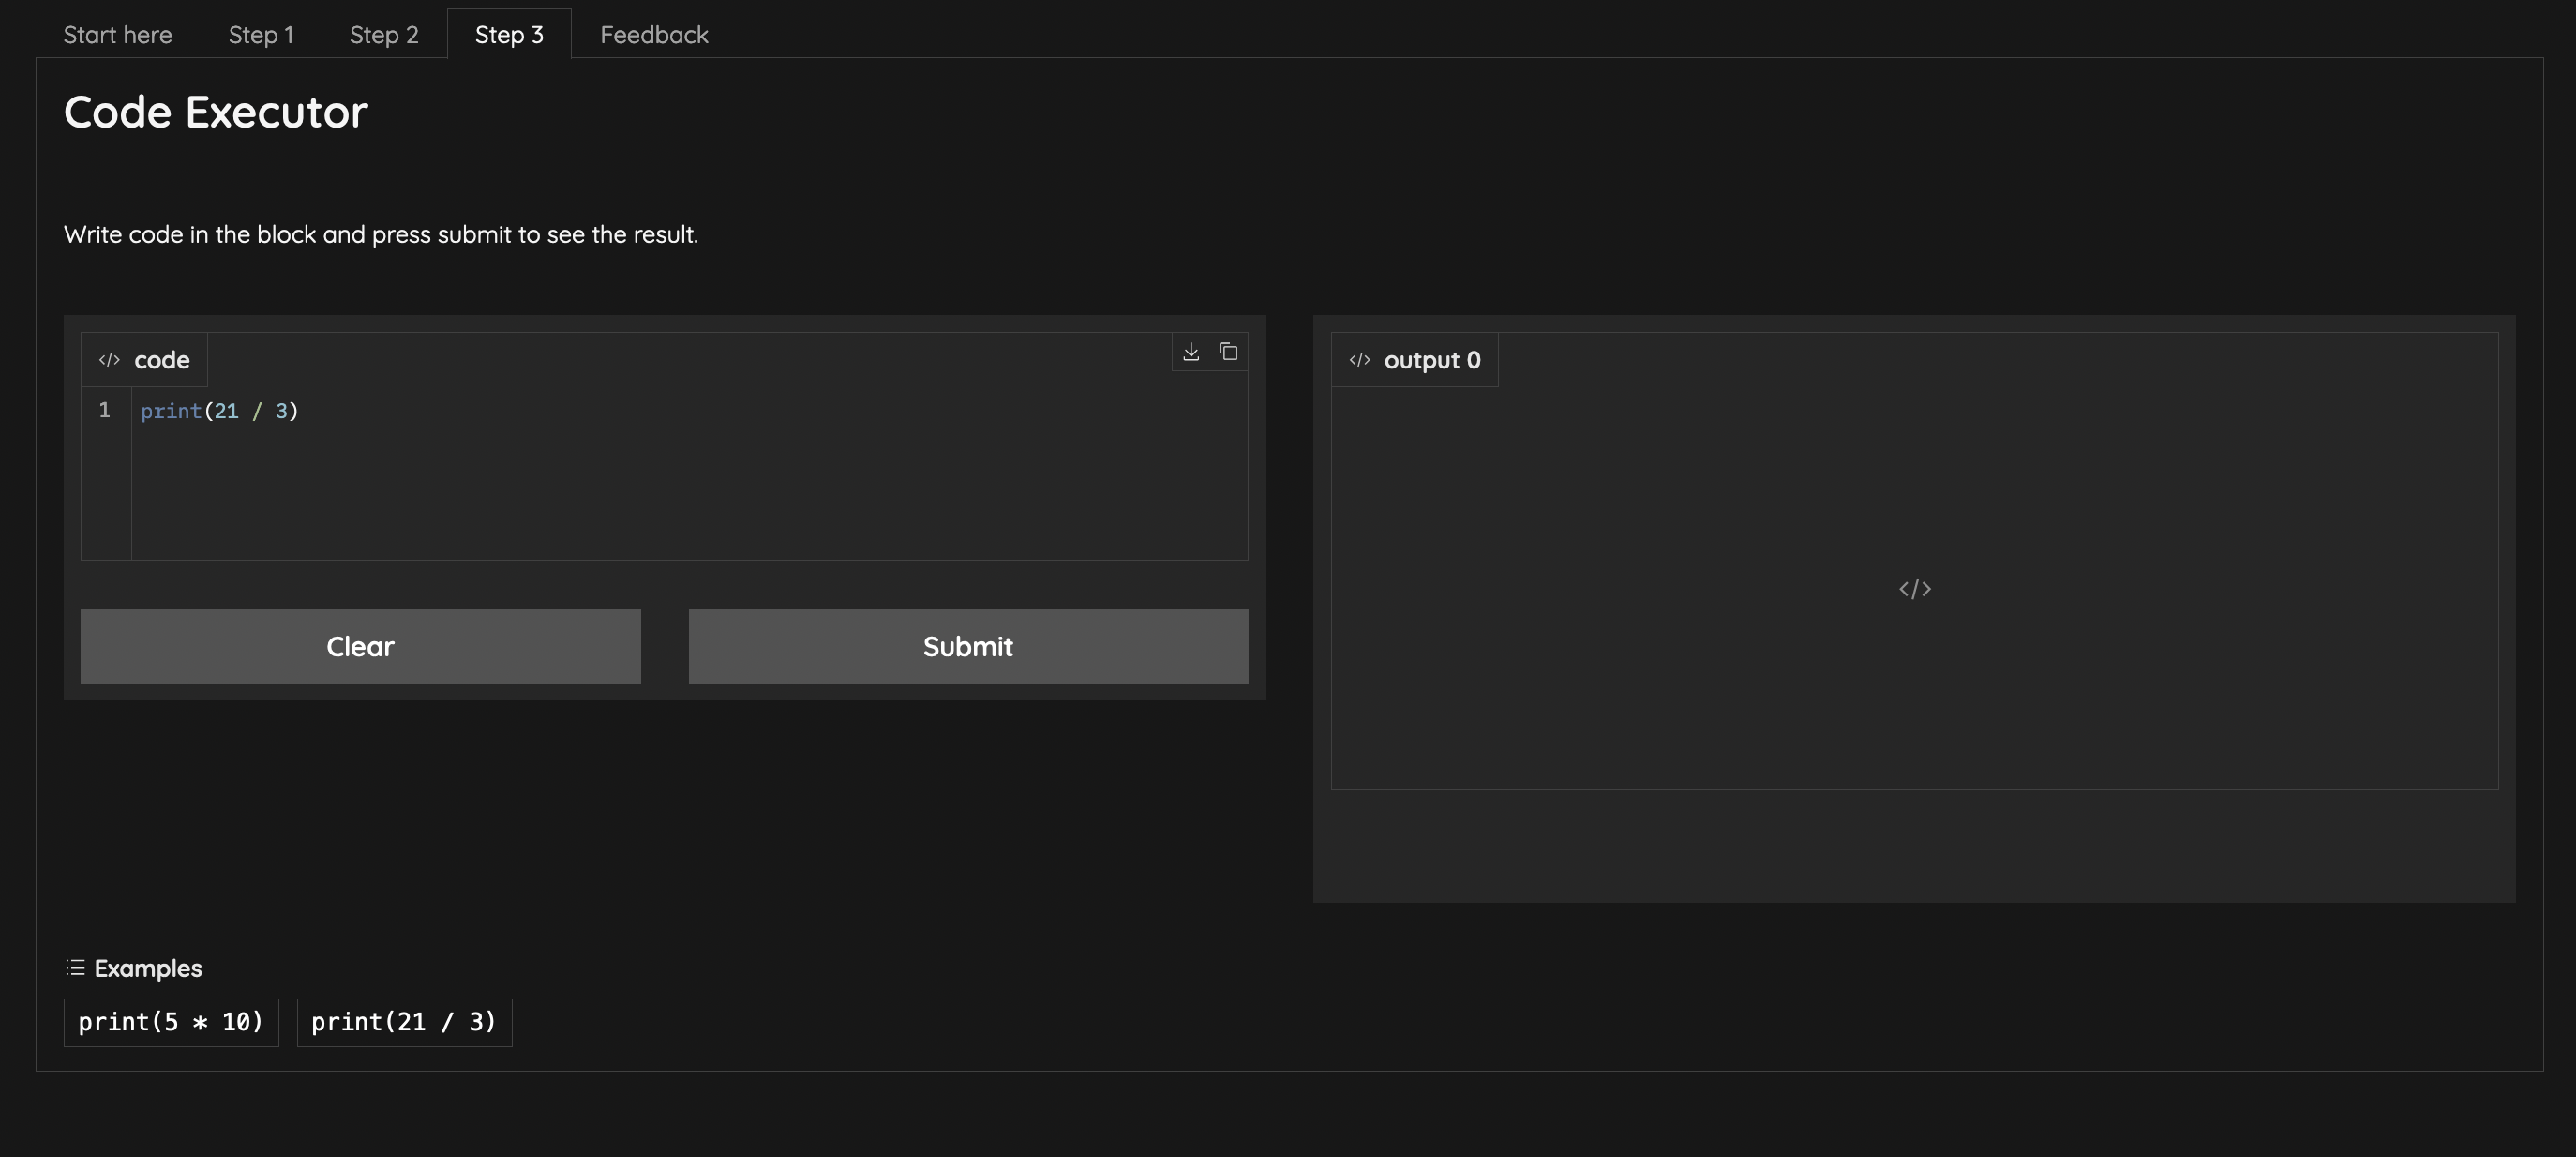 Start here
Step 1
Step 2
Step 3
Feedback
Code Executor
Write code in the block and press submit to see the result.
</> code
1
print(21 / 3)
Clear
Submit
</> output 0
</>
Examples
print(5 * 10)
print(21 / 3)